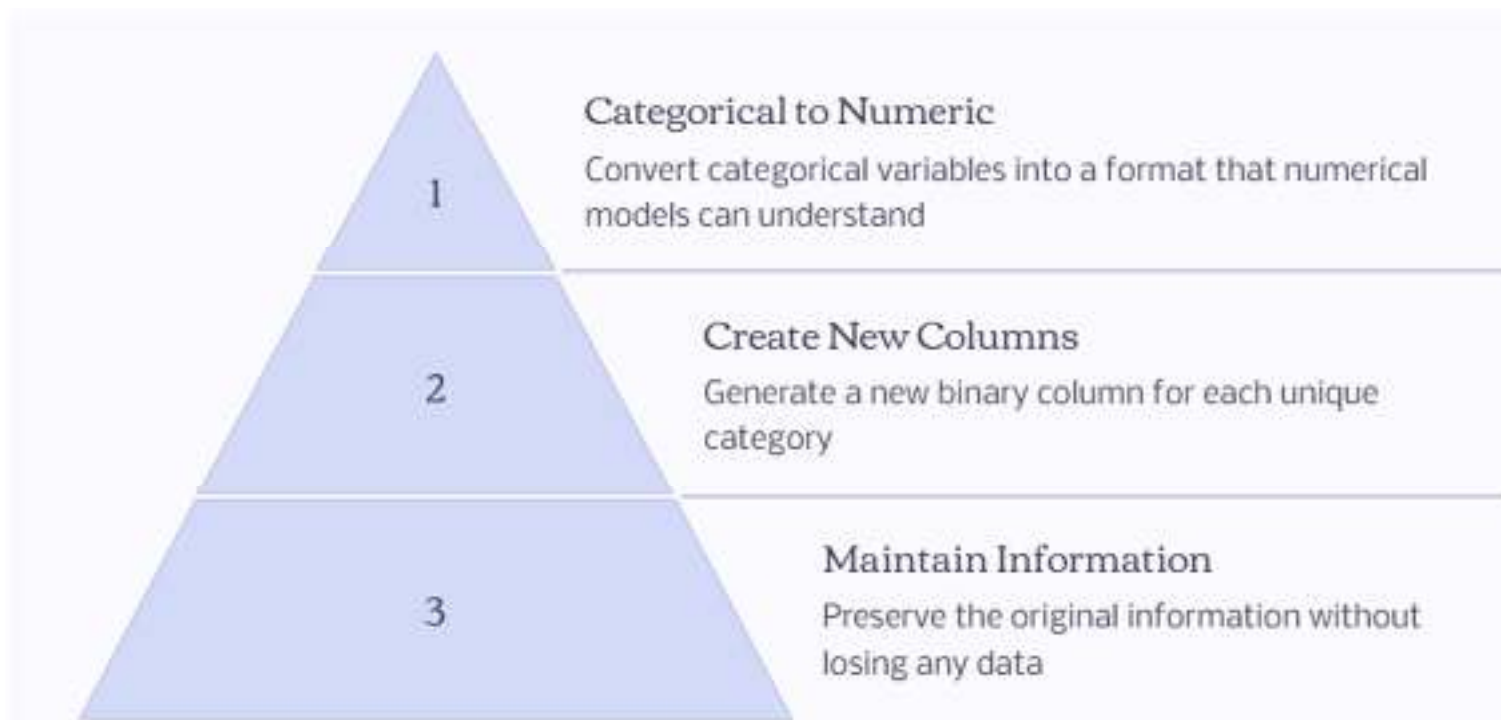 1
Categorical to Numeric
Convert categorical variables into a format that numerical
models can understand
2
Create New Columns
Generate a new binary column for each unique
category
3
Maintain Information
Preserve the original information without
losing any data